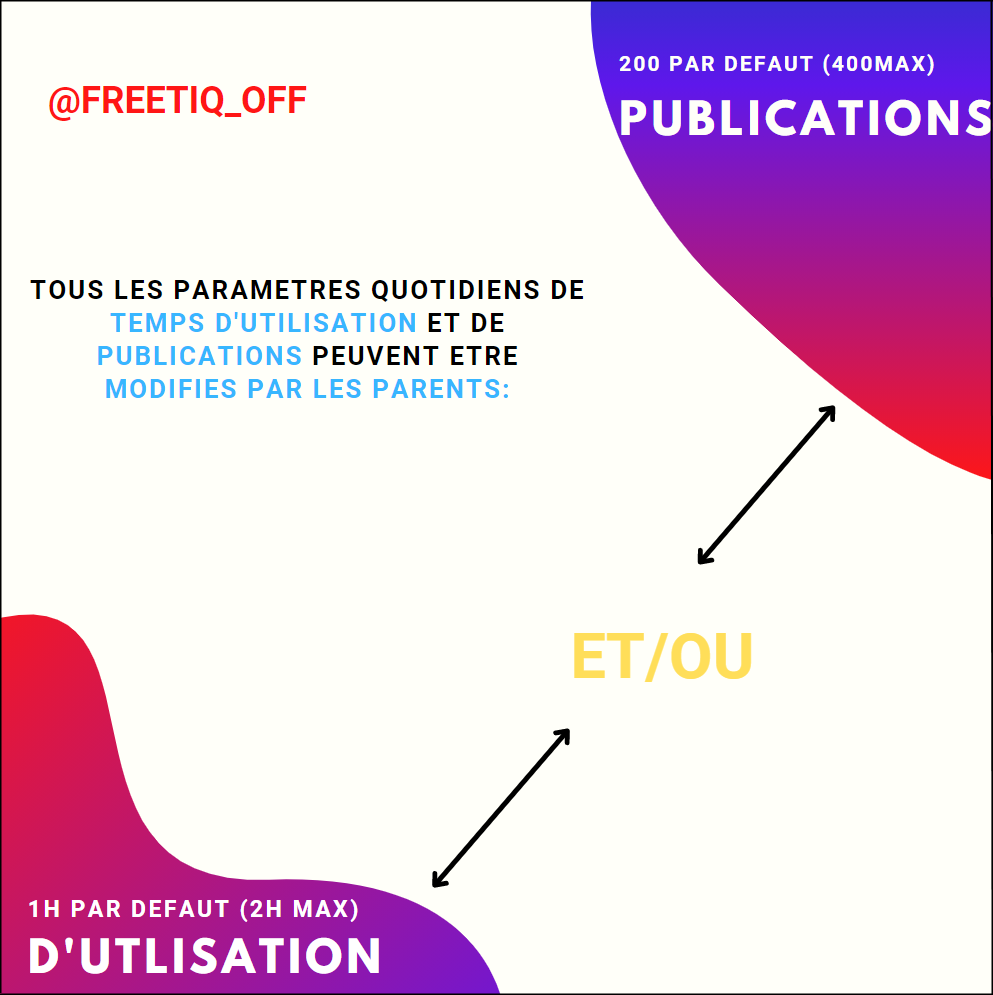 200 PAR DEFAUT (400MAX)
PUBLICATIONS
@FREETIQ_OFF
TOUS LES PARAMETRES QUOTIDIENS DE
TEMPS D'UTILISATION ET DE
PUBLICATIONS PEUVENT ETRE
MODIFIES PAR LES PARENTS:
ET/OU
1H PAR DEFAUT (2H MAX)
D'UTLISATION